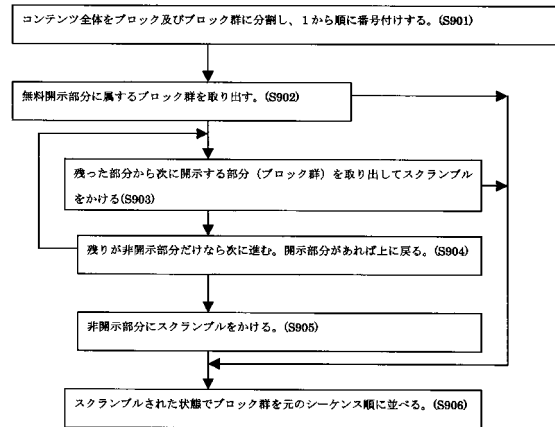 コンテンツ全体をブロック及びブロック群に分割し、１から順に番号付けする。(S901)
無料開示部分に属するブロック群を取り出す。(S902)
残った部分から次に開示する部分（ブロック群）を取り出してスクランブル
をかける(S903)
残りが非開示部分だけなら次に進む。開示部分があれば上に戻る。(S904)
非開示部分にスクランブルをかける。(S905)
スクランブルされた状態でブロック群を元のシーケンス順に並べる。(S906)